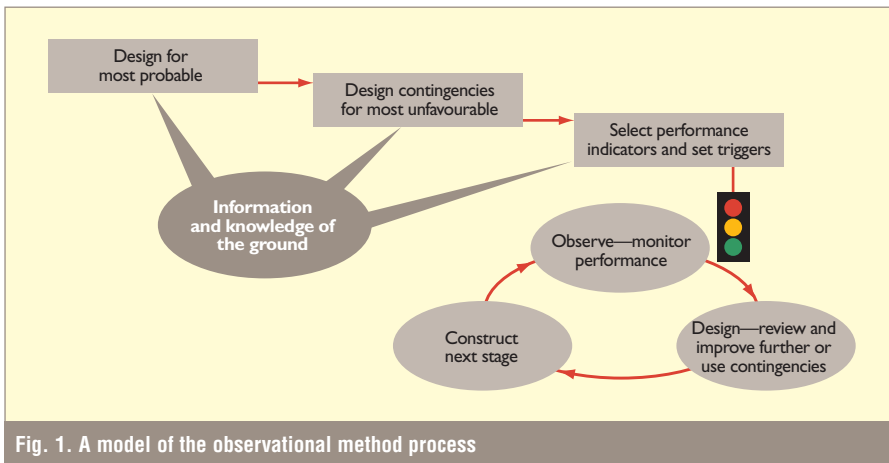 Design for
most probable
Design contingencies
for most unfavourable
Select performance
indicators and set triggers
Information
and knowledge of
the ground
Observe—monitor
performance
Design—review and
improve further or
use contingencies
Construct
next stage
Fig. 1. A model of the observational method process